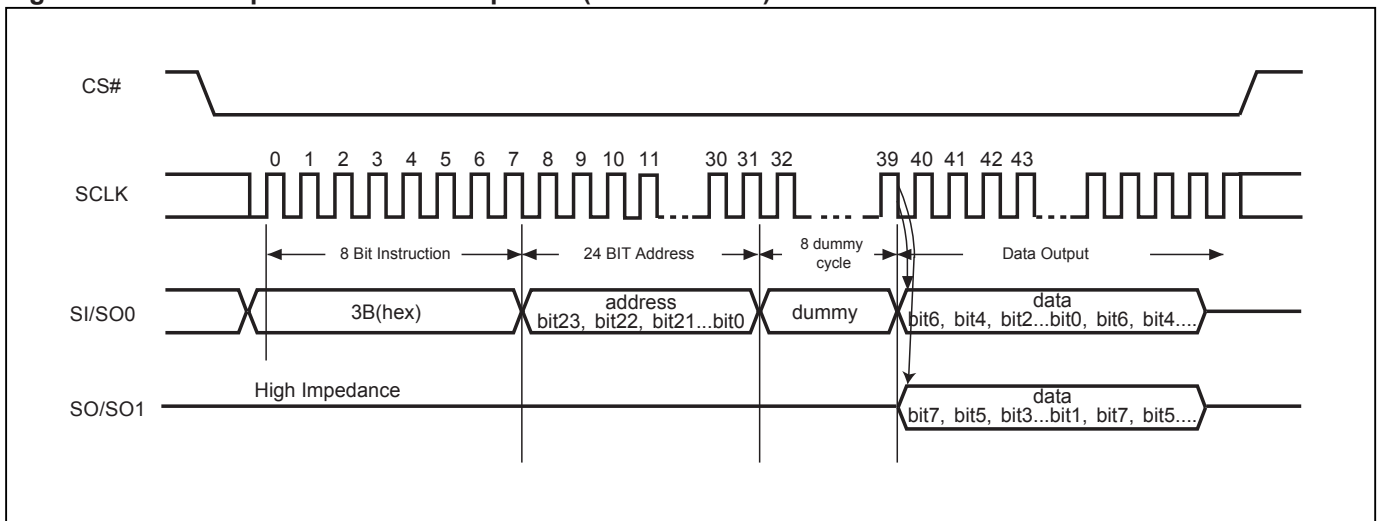 CS#
0 1 2 3 4 5 6 7 8 9 10 11 30 31 32 39 40 41 42 43
SCLK
8 Bit Instruction
24 BIT Address
8 dummy
cycle
Data Output
SI/SO0
3B(hex)
address
bit23, bit22, bit21...bit0
dummy
data
bit6, bit4, bit2...bit0, bit6, bit4....
High Impedance
SO/SO1
data
bit7, bit5, bit3...bit1, bit7, bit5....